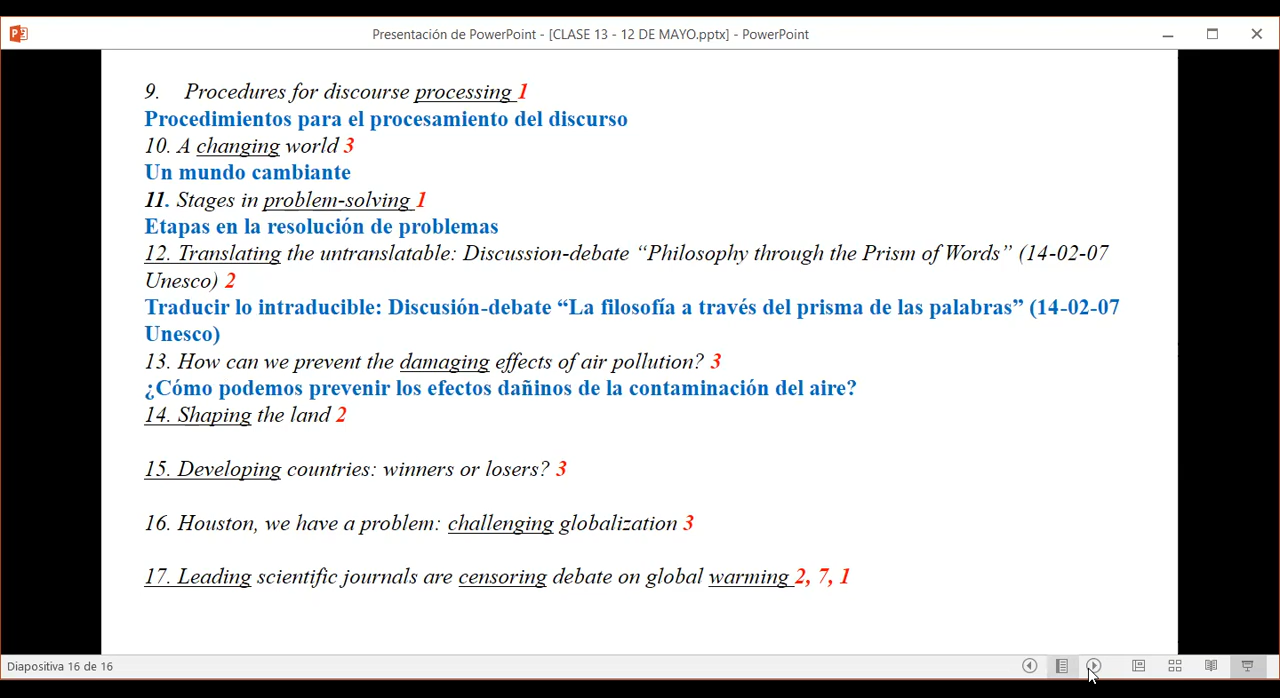 Presentación de PowerPoint - [CLASE 13 - 12 DE MAYO.pptx] - PowerPoint
9. Procedures for discourse processing 1
Procedimientos para el procesamiento del discurso
10. A changing world 3
Un mundo cambiante
11. Stages in problem-solving 1
Etapas en la resolución de problemas
12. Translating the untranslatable: Discussion-debate “Philosophy through the Prism of Words” (14-02-07
Unesco) 2
Traducir lo intraducible: Discusión-debate “La filosofía a través del prisma de las palabras” (14-02-07
Unesco)
13. How can we prevent the damaging effects of air pollution? 3
¿Cómo podemos prevenir los efectos dañinos de la contaminación del aire?
14. Shaping the land 2
15. Developing countries: winners or losers? 3
16. Houston, we have a problem: challenging globalization 3
17. Leading scientific journals are censoring debate on global warming 2, 7, 1
Diapositiva 16 de 16